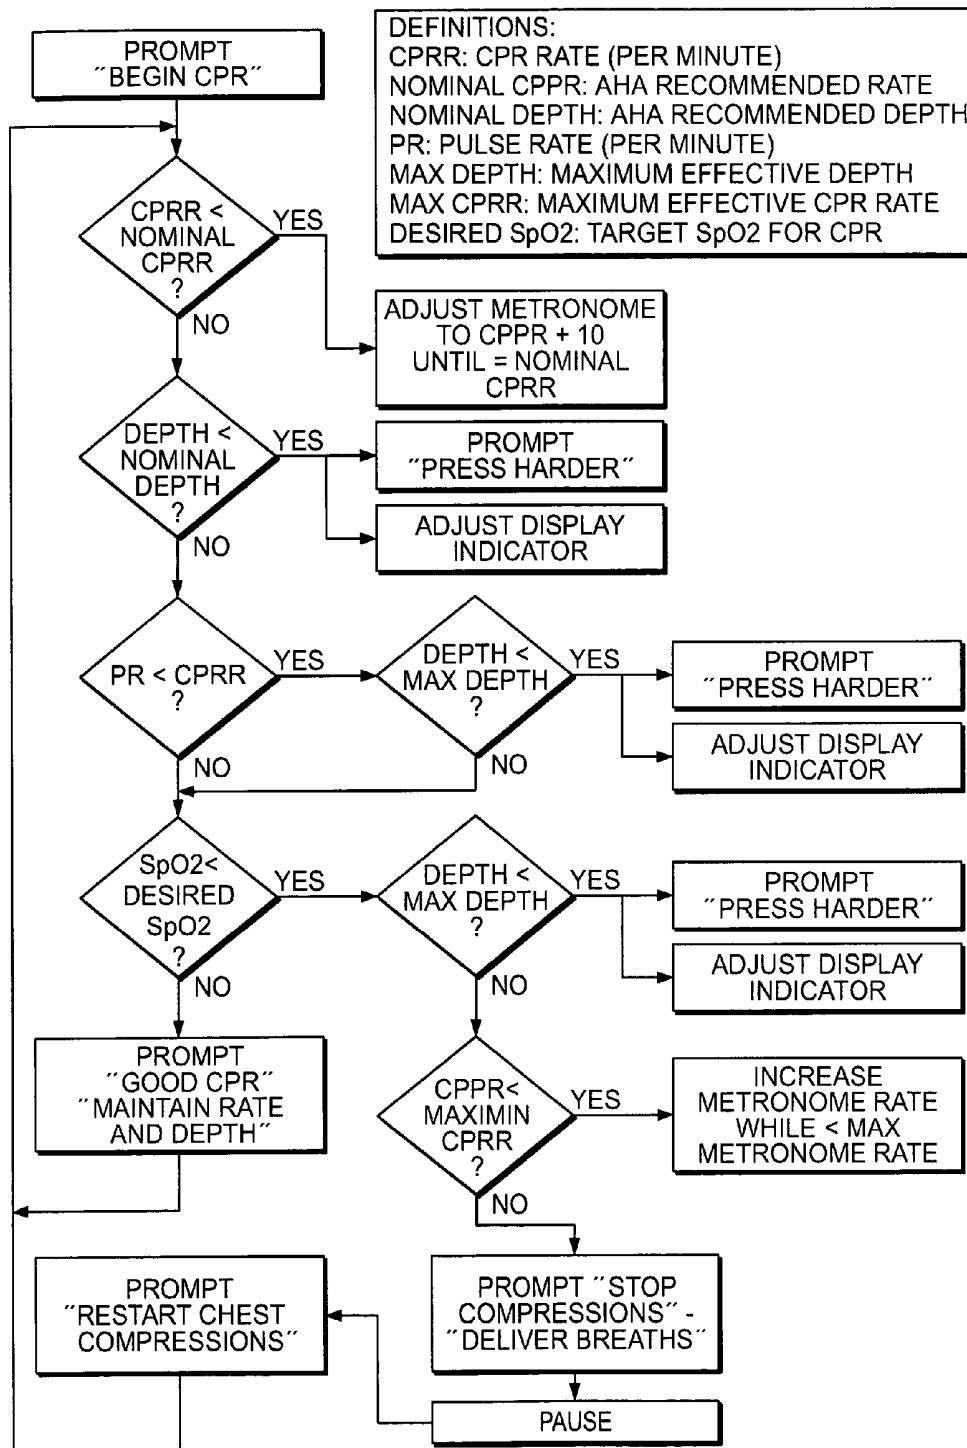 PROMPT
"BEGIN CPR"
DEFINITIONS:
CPRR: CPR RATE (PER MINUTE)
NOMINAL CPPR: AHA RECOMMENDED RATE
NOMINAL DEPTH: AHA RECOMMENDED DEPTH
PR: PULSE RATE (PER MINUTE)
MAX DEPTH: MAXIMUM EFFECTIVE DEPTH
MAX CPRR: MAXIMUM EFFECTIVE CPR RATE
DESIRED SpO2: TARGET SpO2 FOR CPR
CPRR <
NOMINAL
CPRR
?
YES
NO
ADJUST METRONOME
TO CPPR + 10
UNTIL = NOMINAL
CPRR
DEPTH <
NOMINAL
DEPTH
?
YES
NO
PROMPT
"PRESS HARDER"
ADJUST DISPLAY
INDICATOR
PR < CPRR
?
YES
NO
DEPTH <
MAX DEPTH
?
YES
NO
PROMPT
"PRESS HARDER"
ADJUST DISPLAY
INDICATOR
SpO2<
DESIRED
SpO2
?
YES
NO
DEPTH <
MAX DEPTH
?
YES
NO
PROMPT
"PRESS HARDER"
ADJUST DISPLAY
INDICATOR
PROMPT
"GOOD CPR"
"MAINTAIN RATE
AND DEPTH"
CPPR<
MAXIMIN
CPRR
?
YES
NO
INCREASE
METRONOME RATE
WHILE < MAX
METRONOME RATE
PROMPT
"RESTART CHEST
COMPRESSIONS"
PROMPT "STOP
COMPRESSIONS" -
"DELIVER BREATHS"
PAUSE